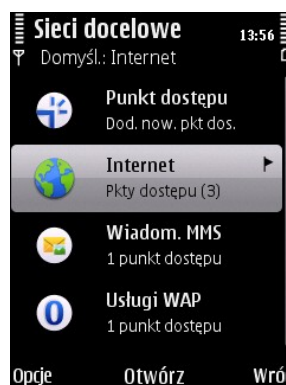 Sieci docelowe
13:56
Domyśl.: Internet
Punkt dostępu
Dod. now. pkt dos.
Internet
Pkty dostępu (3)
Wiadom. MMS
1 punkt dostępu
Usługi WAP
1 punkt dostępu
Opcje Otwórz Wró